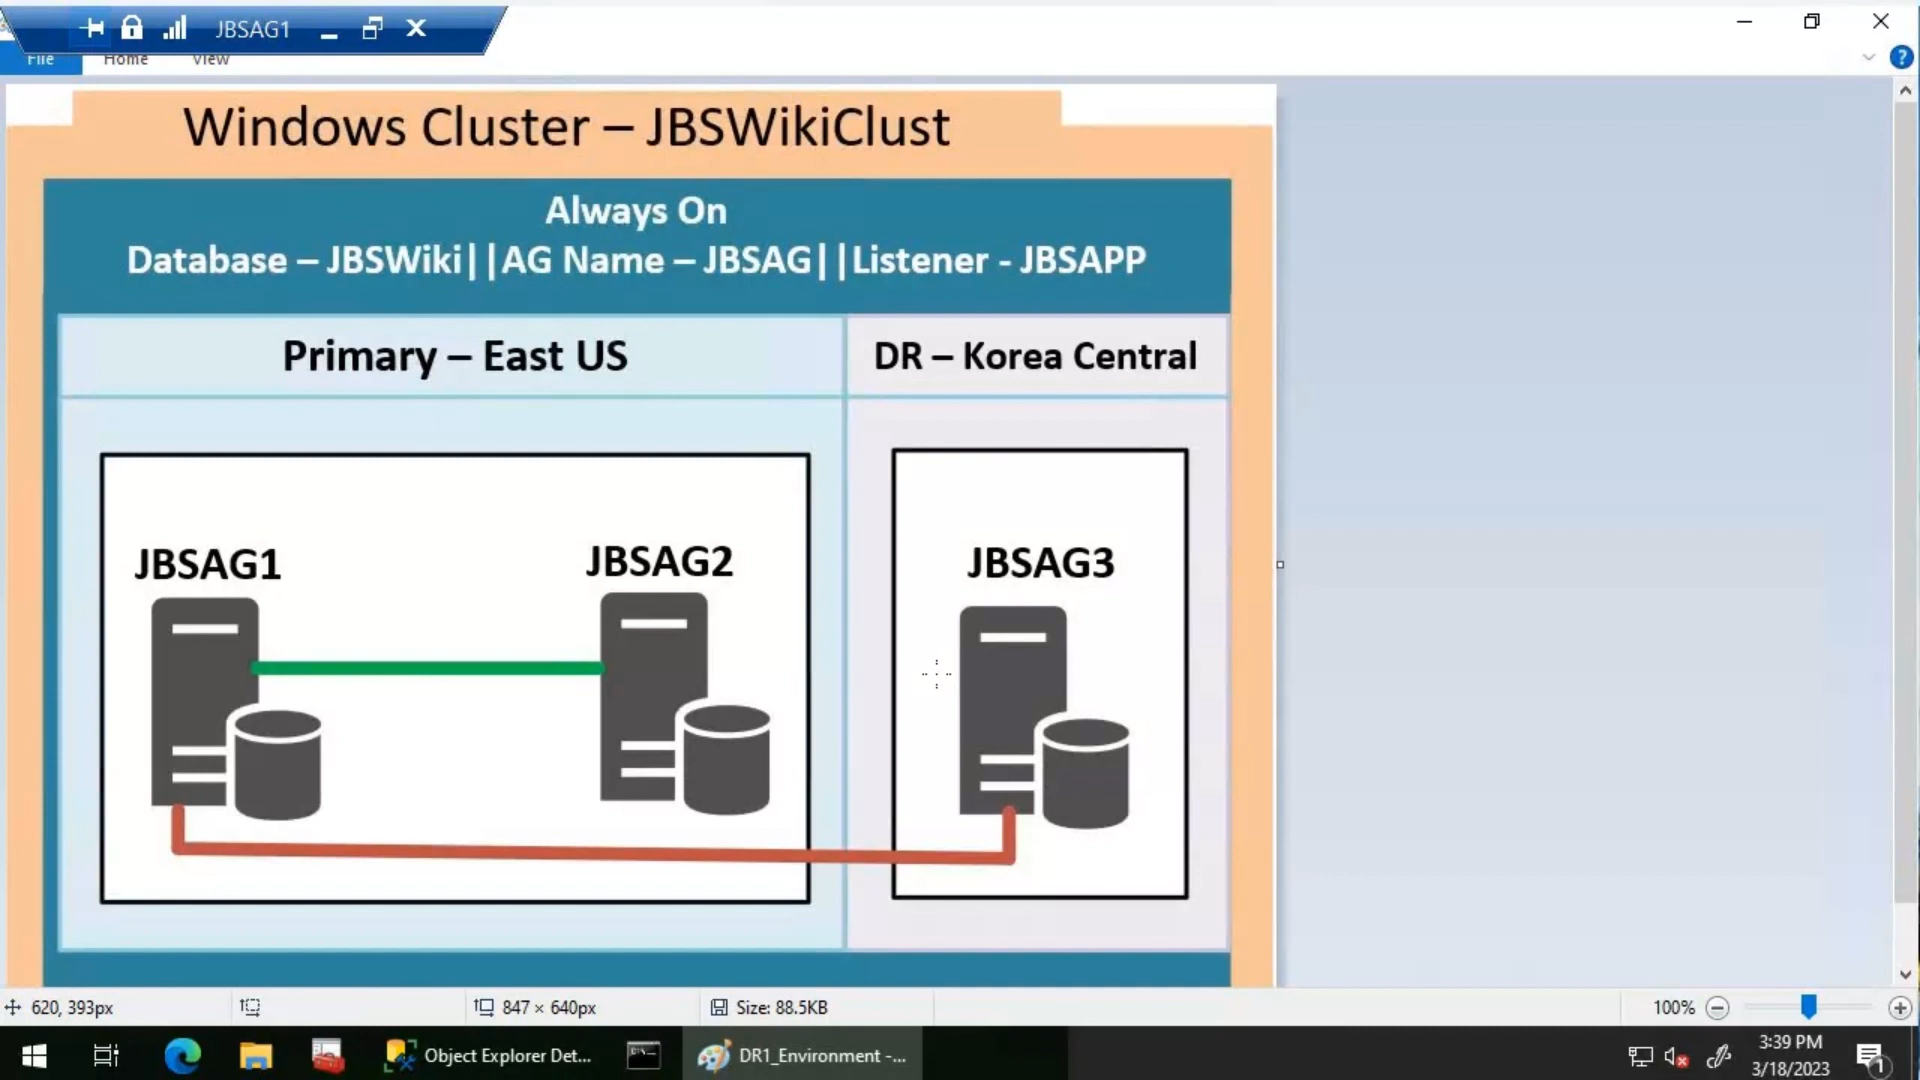 JBSAG1
File Home View
Windows Cluster – JBSWikiClust
Always On
Database – JBSWiki||AG Name – JBSAG||Listener - JBSAPP
Primary – East US
DR – Korea Central
JBSAG1
JBSAG2
JBSAG3
620, 393px
847 × 640px
Size: 88.5KB
100%
Object Explorer Det...
DR1_Environment -...
3:39 PM
3/18/2023
1